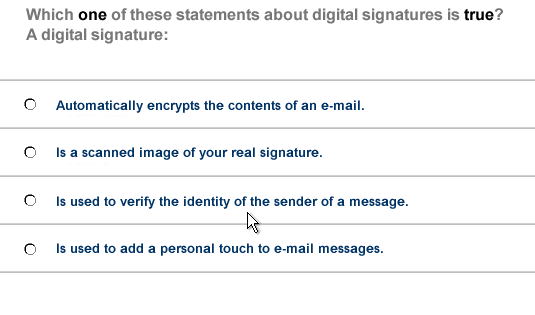 Which one of these statements about digital signatures is true?
A digital signature:
Automatically encrypts the contents of an e-mail.
Is a scanned image of your real signature.
Is used to verify the identity of the sender of a message.
Is used to add a personal touch to e-mail messages.